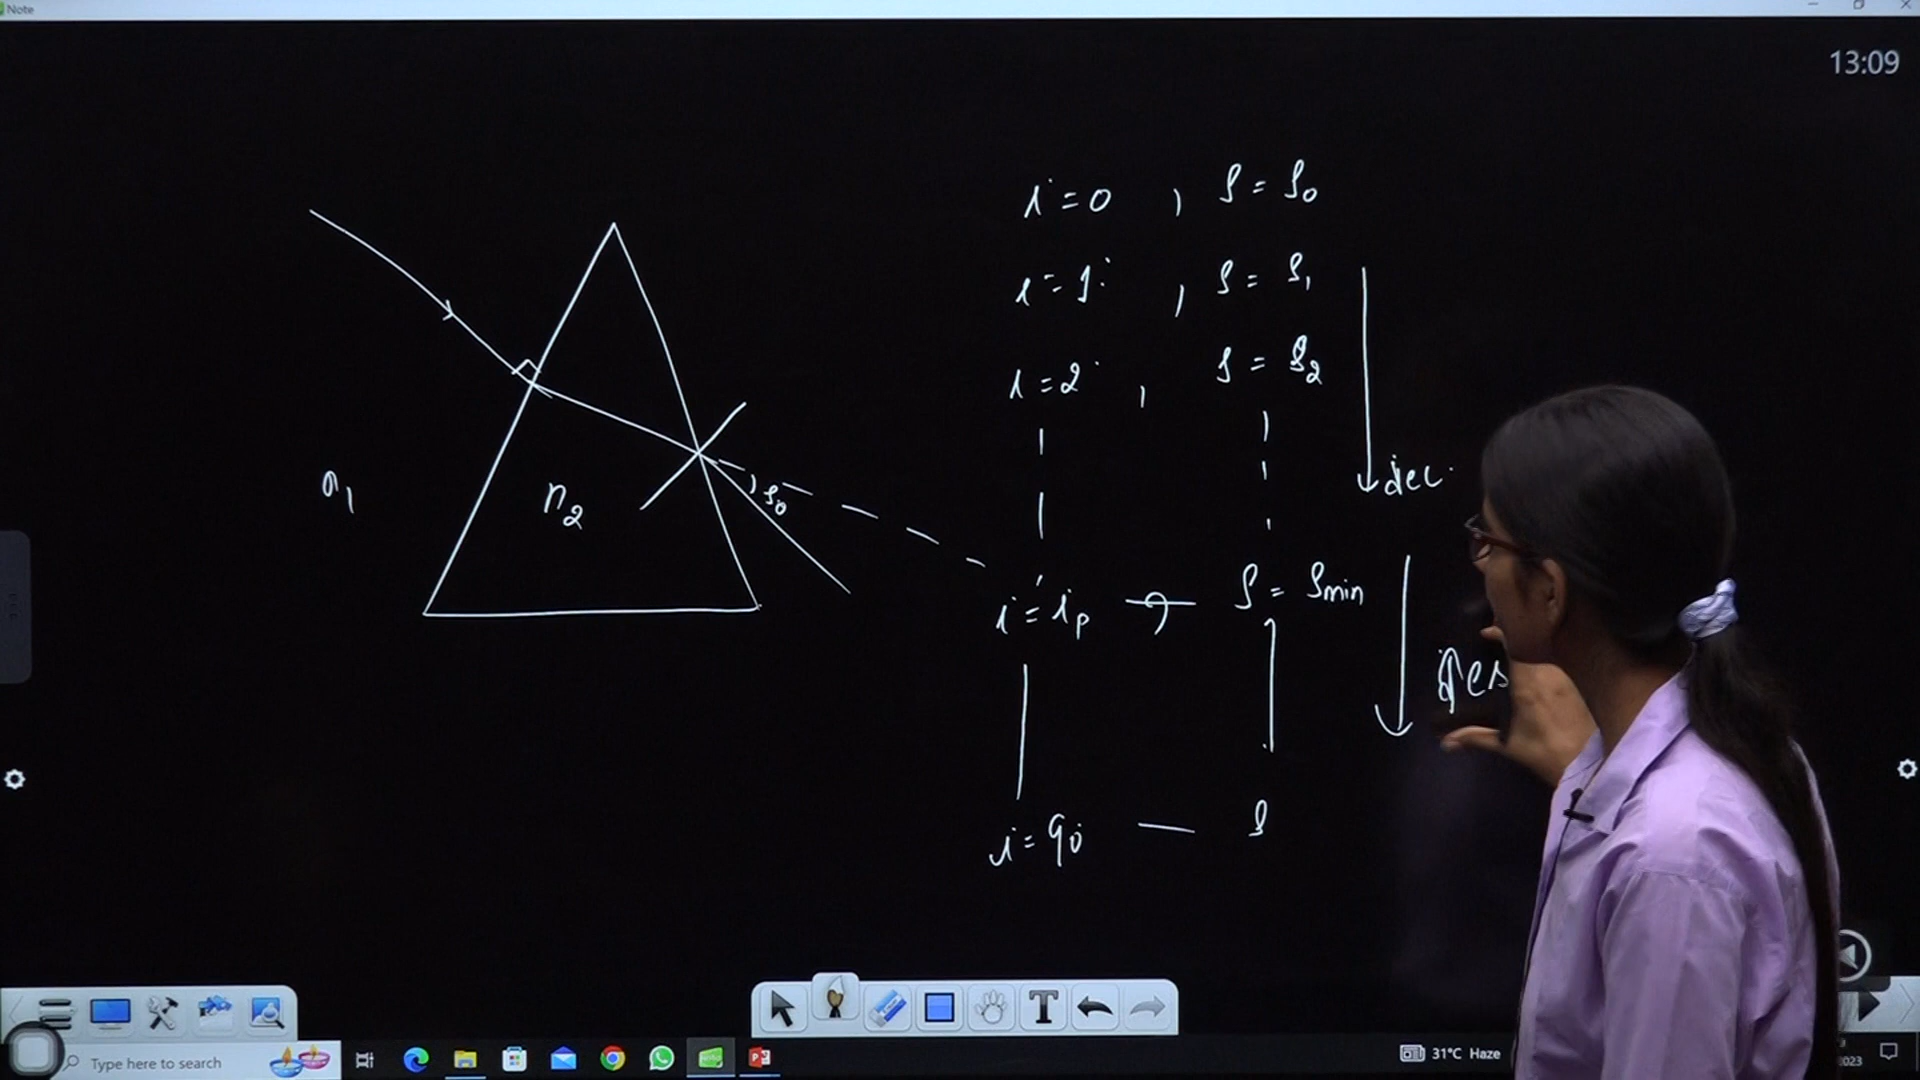 Note
13:09
i = 0 , δ = δ0
i = 1° , δ = δ1
i = 2° , δ = δ2
δ0
dec.
n1
n2
i = ip δ = δmin
i = 90 — δ
T
Type here to search
31°C Haze
2023